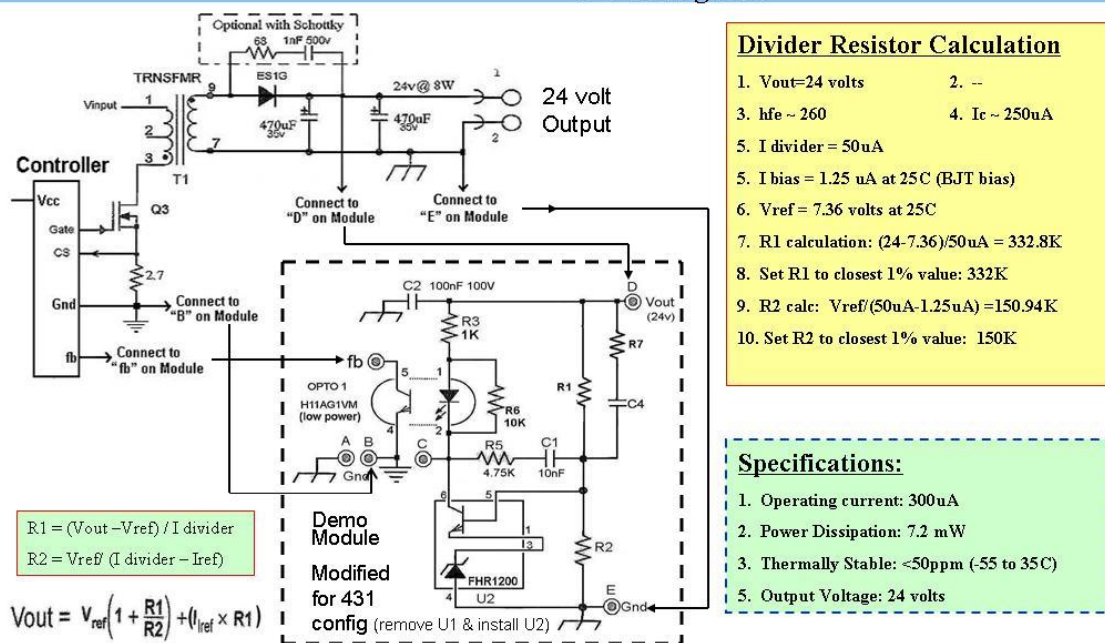 Optional with Schottky
68 1nF 500v
TRNSFMR
9
ES1G
Vinput
1
2
3
7
T1
470uF
35v
24v@ 8W
470uF
35v
1
2
24 volt
Output
Controller
Vcc
Gate
CS
Gnd
fb
Q3
2.7
Connect to
"D" on Module
Connect to
"E" on Module
Connect to
"B" on Module
Connect to
"fb" on Module
C2 100nF 100V
D
Vout
(24v)
R3
1K
R7
fb
5
1
R1
C4
OPTO 1
H11AG1VM
(low power)
R6
10K
4
2
A B C
Gnd
R5
4.75K
C1
10nF
6
5
1
3
Demo
Module
Modified
for 431
config (remove U1 & install U2)
FHR1200
4
U2
R2
E
Gnd
R1 = (Vout –Vref) / I divider
R2 = Vref/ (I divider – Iref)
Vout = Vref(1 + R1/R2) + (Iref × R1)
Divider Resistor Calculation
1. Vout=24 volts 2. --
3. hfe ~ 260 4. Ic ~ 250uA
5. I divider = 50uA
5. I bias = 1.25 uA at 25C (BJT bias)
6. Vref = 7.36 volts at 25C
7. R1 calculation: (24-7.36)/50uA = 332.8K
8. Set R1 to closest 1% value: 332K
9. R2 calc: Vref/(50uA-1.25uA) =150.94K
10. Set R2 to closest 1% value: 150K
Specifications:
1. Operating current: 300uA
2. Power Dissipation: 7.2 mW
3. Thermally Stable: <50ppm (-55 to 35C)
5. Output Voltage: 24 volts